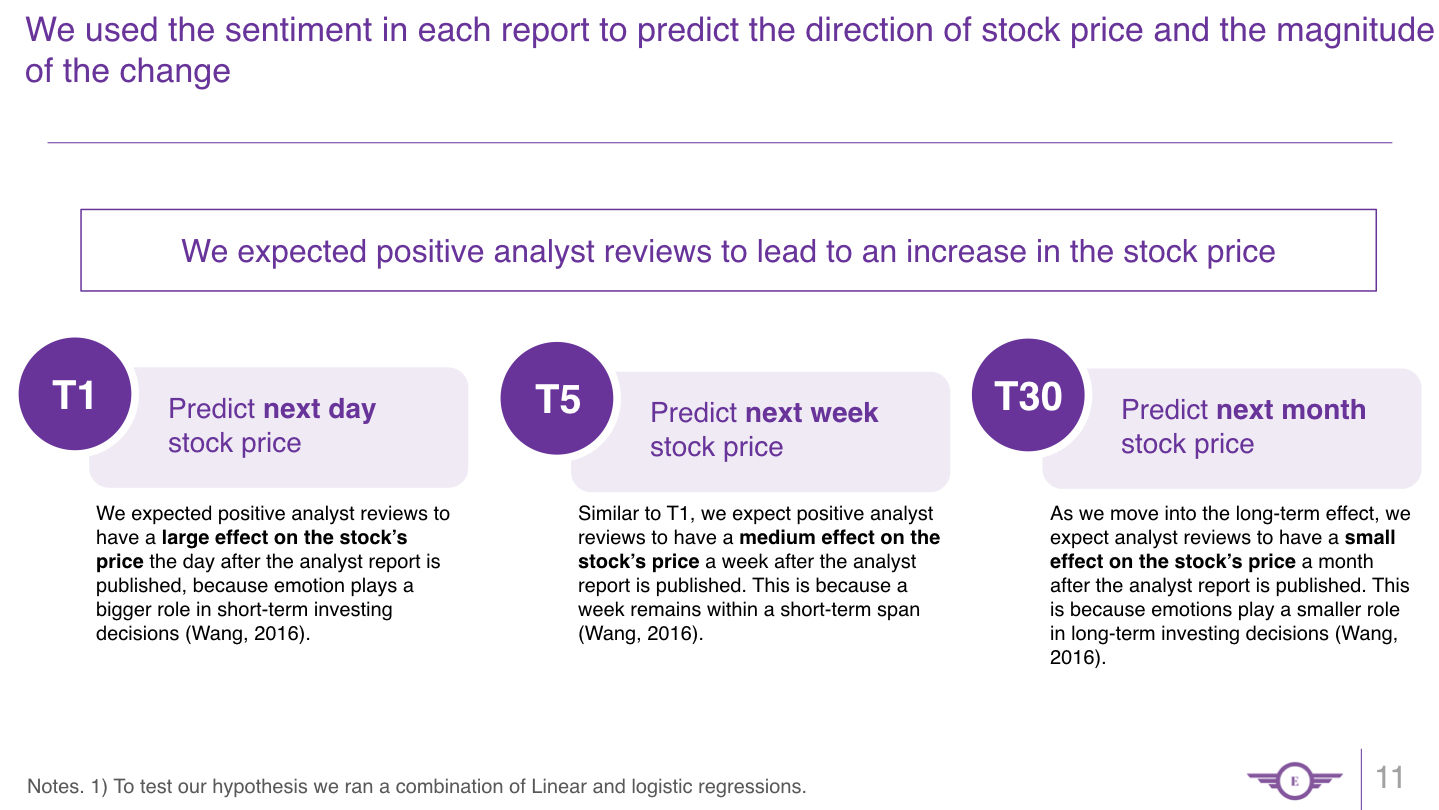 We used the sentiment in each report to predict the direction of stock price and the magnitude
of the change
We expected positive analyst reviews to lead to an increase in the stock price
T1
Predict next day
stock price
We expected positive analyst reviews to
have a large effect on the stock’s
price the day after the analyst report is
published, because emotion plays a
bigger role in short-term investing
decisions (Wang, 2016).
T5
Predict next week
stock price
Similar to T1, we expect positive analyst
reviews to have a medium effect on the
stock’s price a week after the analyst
report is published. This is because a
week remains within a short-term span
(Wang, 2016).
T30
Predict next month
stock price
As we move into the long-term effect, we
expect analyst reviews to have a small
effect on the stock’s price a month
after the analyst report is published. This
is because emotions play a smaller role
in long-term investing decisions (Wang,
2016).
Notes. 1) To test our hypothesis we ran a combination of Linear and logistic regressions.
E
11